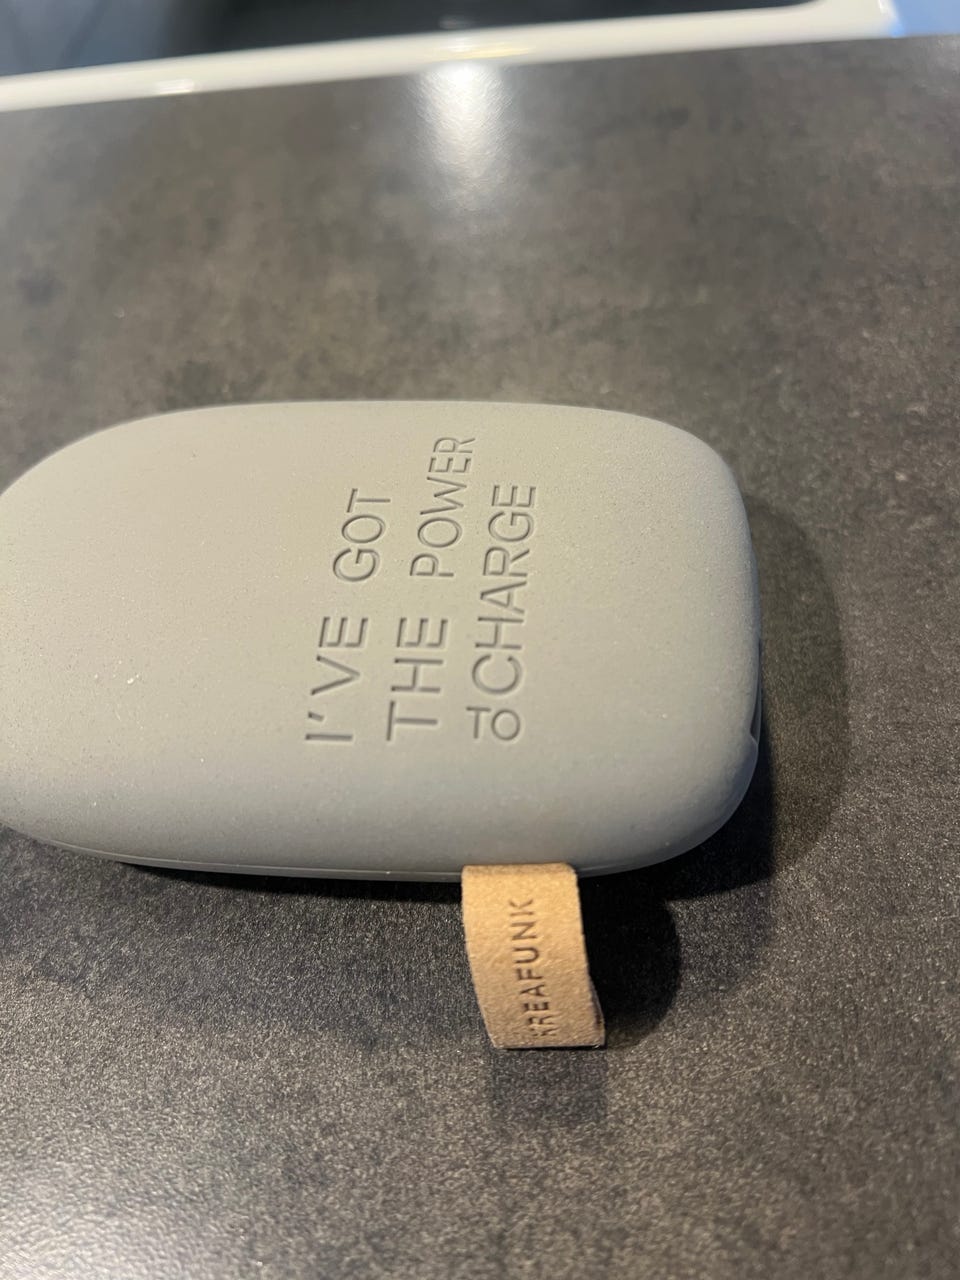 I'VE GOT
THE POWER
TO CHARGE
KREAFUNK